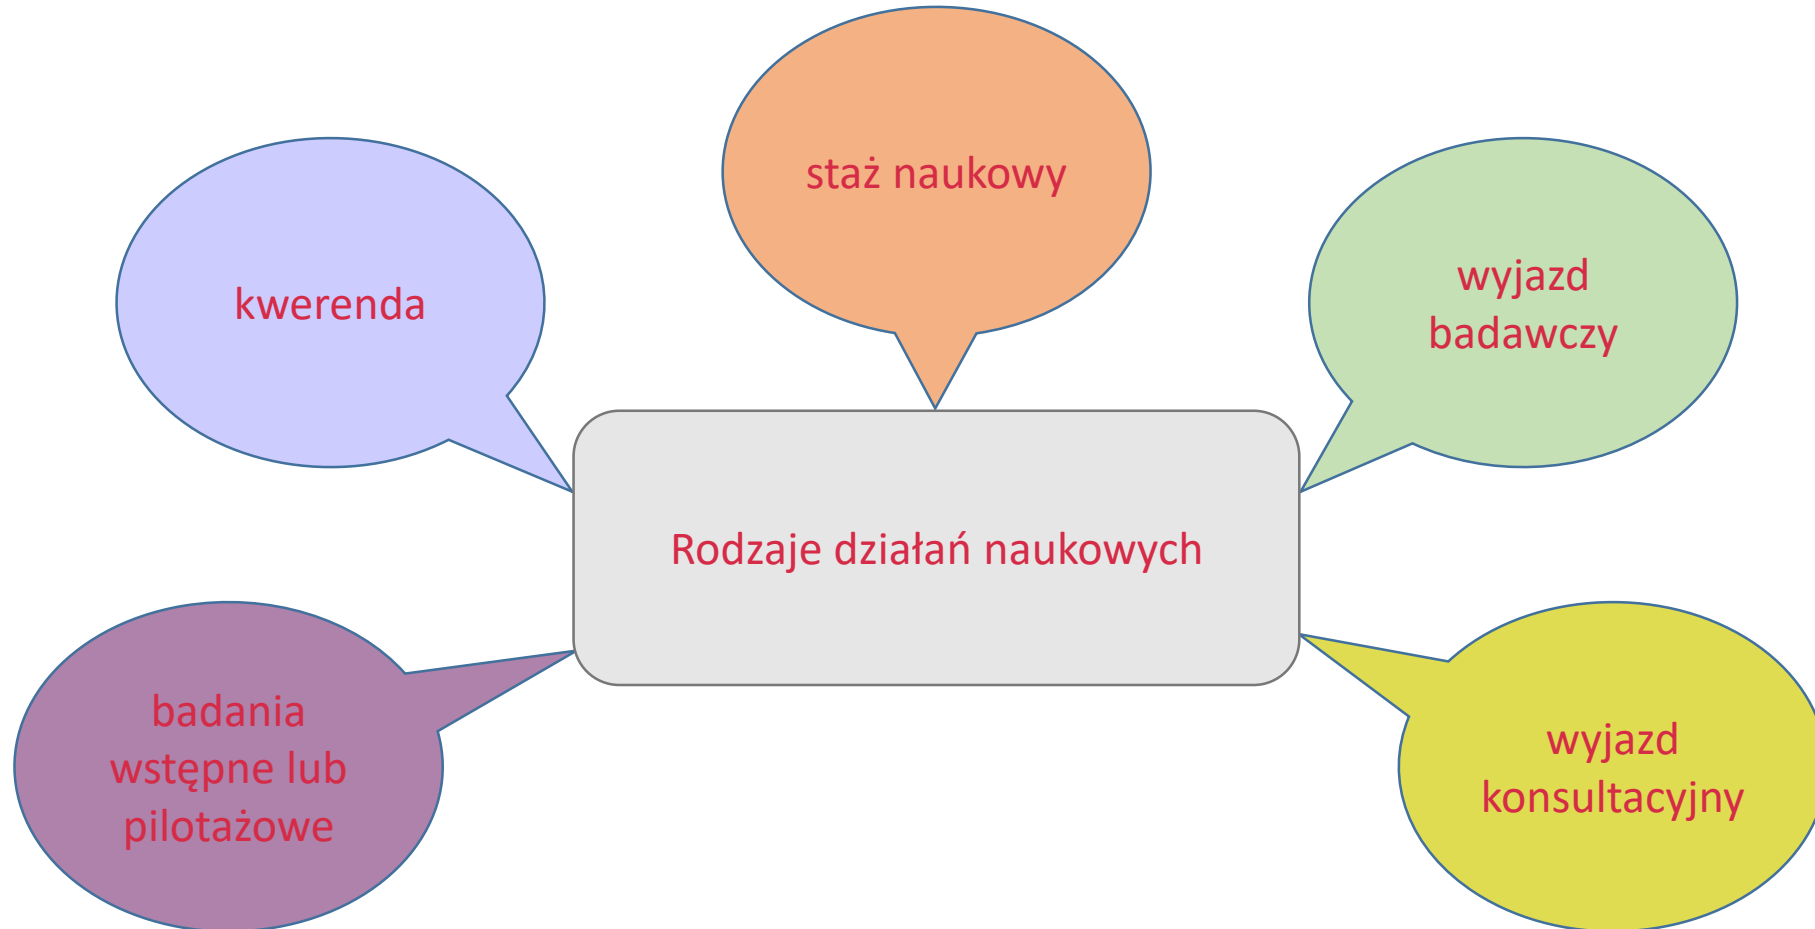 staż naukowy
kwerenda
wyjazd
badawczy
Rodzaje działań naukowych
badania
wstępne lub
pilotażowe
wyjazd
konsultacyjny